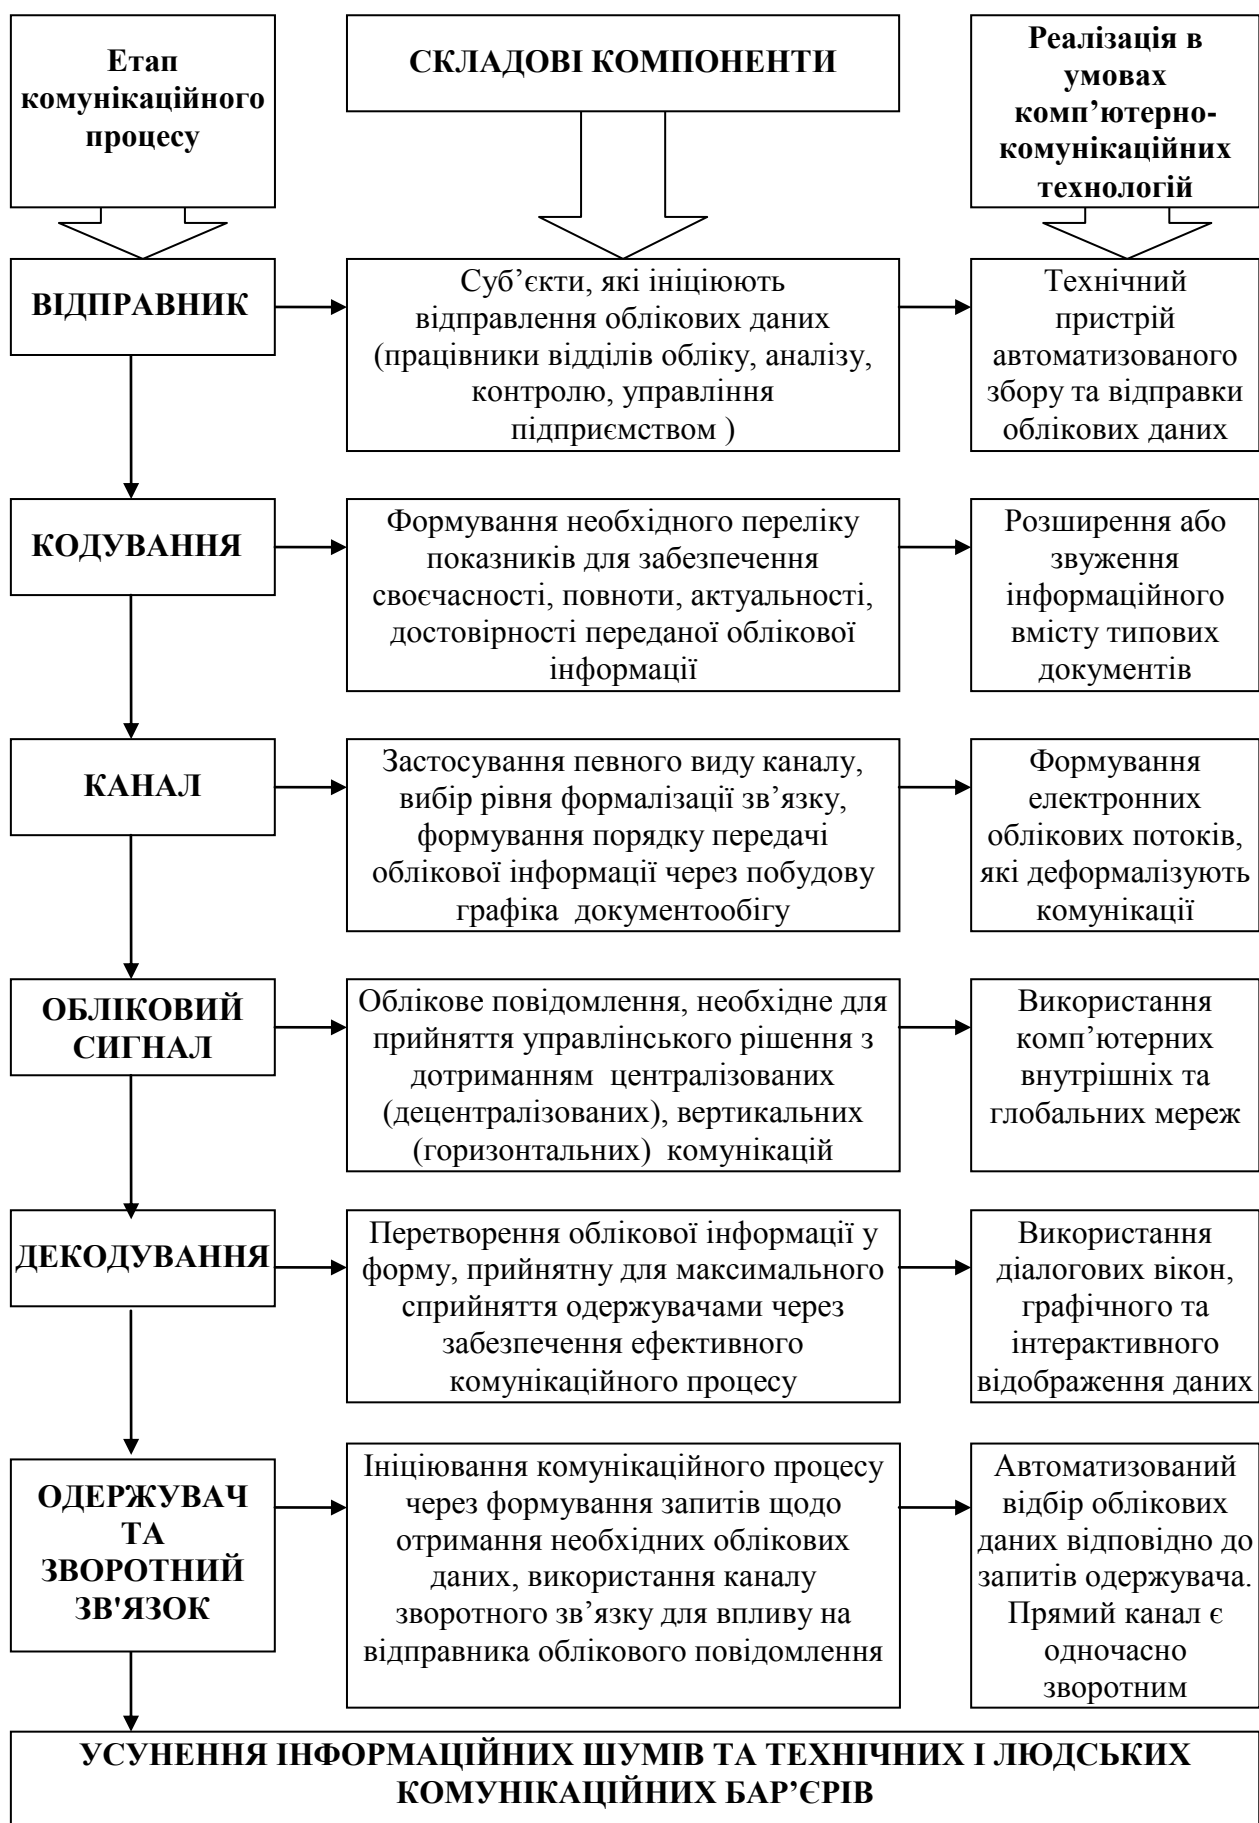 Етап
комунікаційного
процесу
СКЛАДОВІ КОМПОНЕНТИ
Реалізація в
умовах
комп’ютерно-
комунікаційних
технологій
ВІДПРАВНИК
Суб’єкти, які ініціюють
відправлення облікових даних
(працівники відділів обліку, аналізу,
контролю, управління
підприємством )
Технічний
пристрій
автоматизованого
збору та відправки
облікових даних
КОДУВАННЯ
Формування необхідного переліку
показників для забезпечення
своєчасності, повноти, актуальності,
достовірності переданої облікової
інформації
Розширення або
звуження
інформаційного
вмісту типових
документів
КАНАЛ
Застосування певного виду каналу,
вибір рівня формалізації зв’язку,
формування порядку передачі
облікової інформації через побудову
графіка документообігу
Формування
електронних
облікових потоків,
які деформалізують
комунікації
ОБЛІКОВИЙ
СИГНАЛ
Облікове повідомлення, необхідне для
прийняття управлінського рішення з
дотриманням централізованих
(децентралізованих), вертикальних
(горизонтальних) комунікацій
Використання
комп’ютерних
внутрішніх та
глобальних мереж
ДЕКОДУВАННЯ
Перетворення облікової інформації у
форму, прийнятну для максимального
сприйняття одержувачами через
забезпечення ефективного
комунікаційного процесу
Використання
діалогових вікон,
графічного та
інтерактивного
відображення даних
ОДЕРЖУВАЧ
ТА
ЗВОРОТНИЙ
ЗВ'ЯЗОК
Ініціювання комунікаційного процесу
через формування запитів щодо
отримання необхідних облікових
даних, використання каналу
зворотного зв’язку для впливу на
відправника облікового повідомлення
Автоматизований
відбір облікових
даних відповідно до
запитів одержувача.
Прямий канал є
одночасно
зворотним
УСУНЕННЯ ІНФОРМАЦІЙНИХ ШУМІВ ТА ТЕХНІЧНИХ І ЛЮДСЬКИХ
КОМУНІКАЦІЙНИХ БАР’ЄРІВ